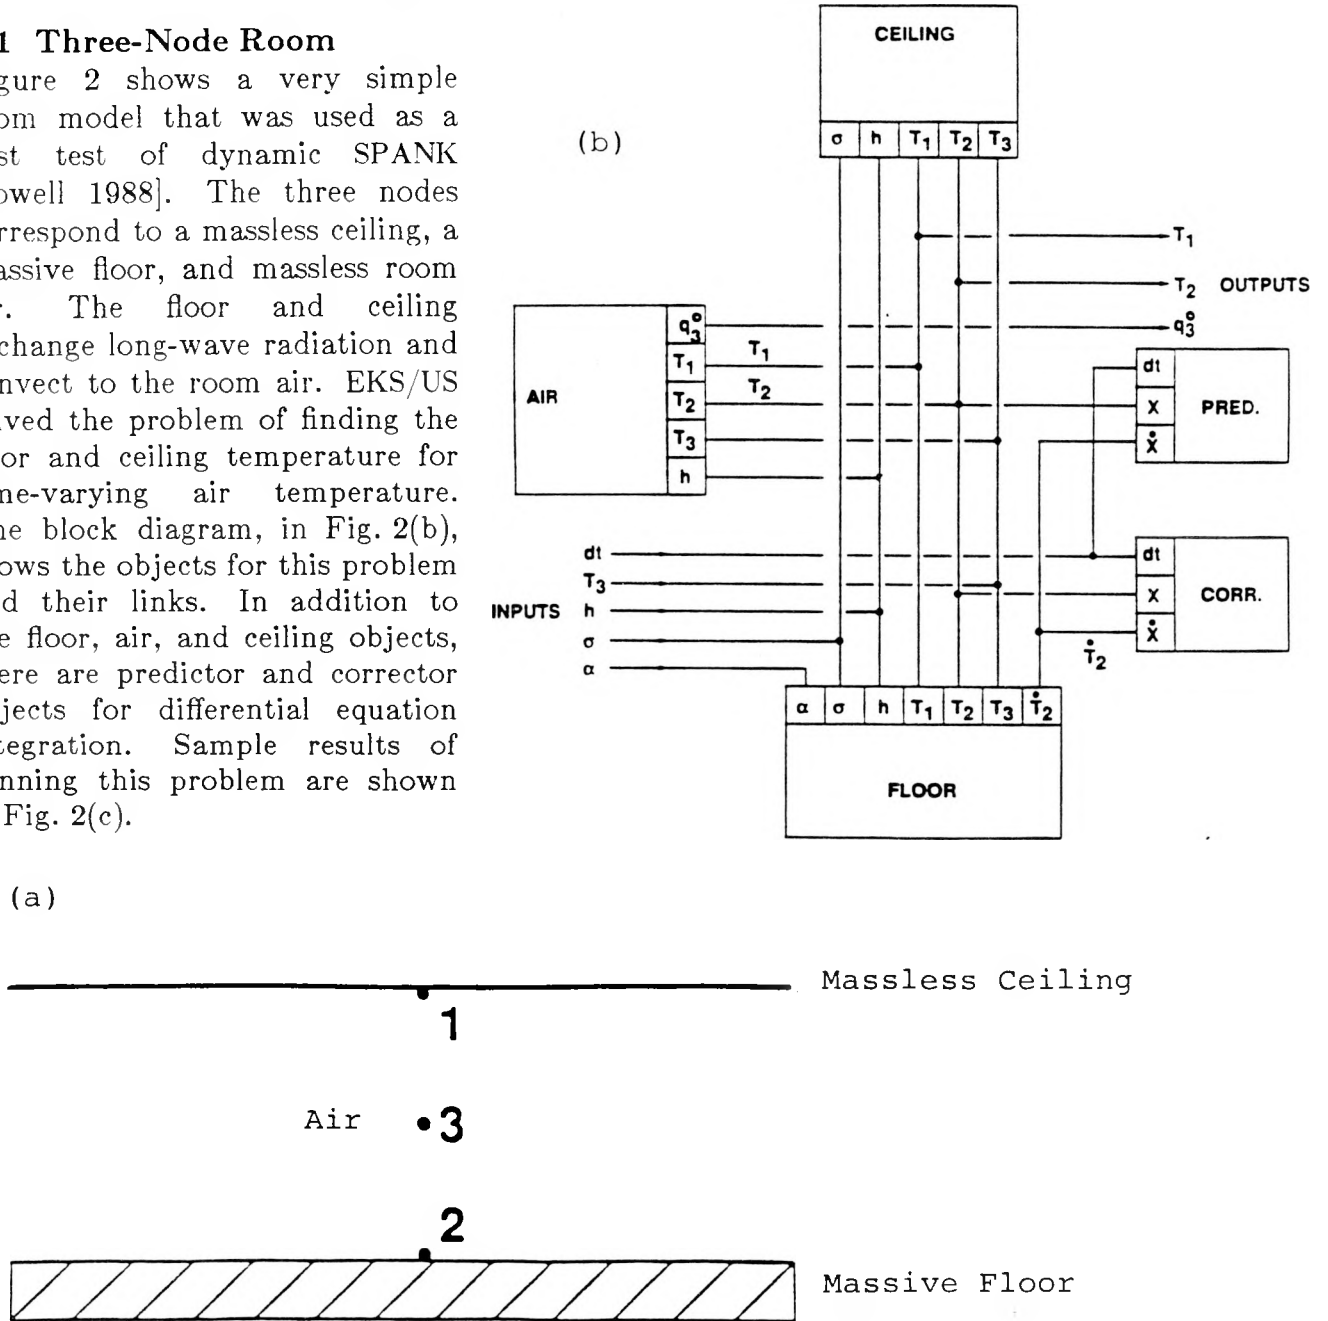 1 Three-Node Room
gure 2 shows a very simple
om model that was used as a
st test of dynamic SPANK
owell 1988]. The three nodes
rrespond to a massless ceiling, a
assive floor, and massless room
r. The floor and ceiling
change long-wave radiation and
nvect to the room air. EKS/US
lved the problem of finding the
or and ceiling temperature for
me-varying air temperature.
ne block diagram, in Fig. 2(b),
ows the objects for this problem
d their links. In addition to
e floor, air, and ceiling objects,
ere are predictor and corrector
jects for differential equation
tegration. Sample results of
nning this problem are shown
Fig. 2(c).
(b)
CEILING
σ h T₁ T₂ T₃
T₁
T₂ OUTPUTS
q₃°
AIR
q₃°
T₁
T₂
T₃
h
T₁
T₂
dt
X
Ẋ
PRED.
INPUTS
dt
T₃
h
σ
α
dt
X
Ẋ
CORR.
Ṫ₂
α σ h T₁ T₂ T₃ Ṫ₂
FLOOR
(a)
Massless Ceiling
1
Air 3
2
Massive Floor